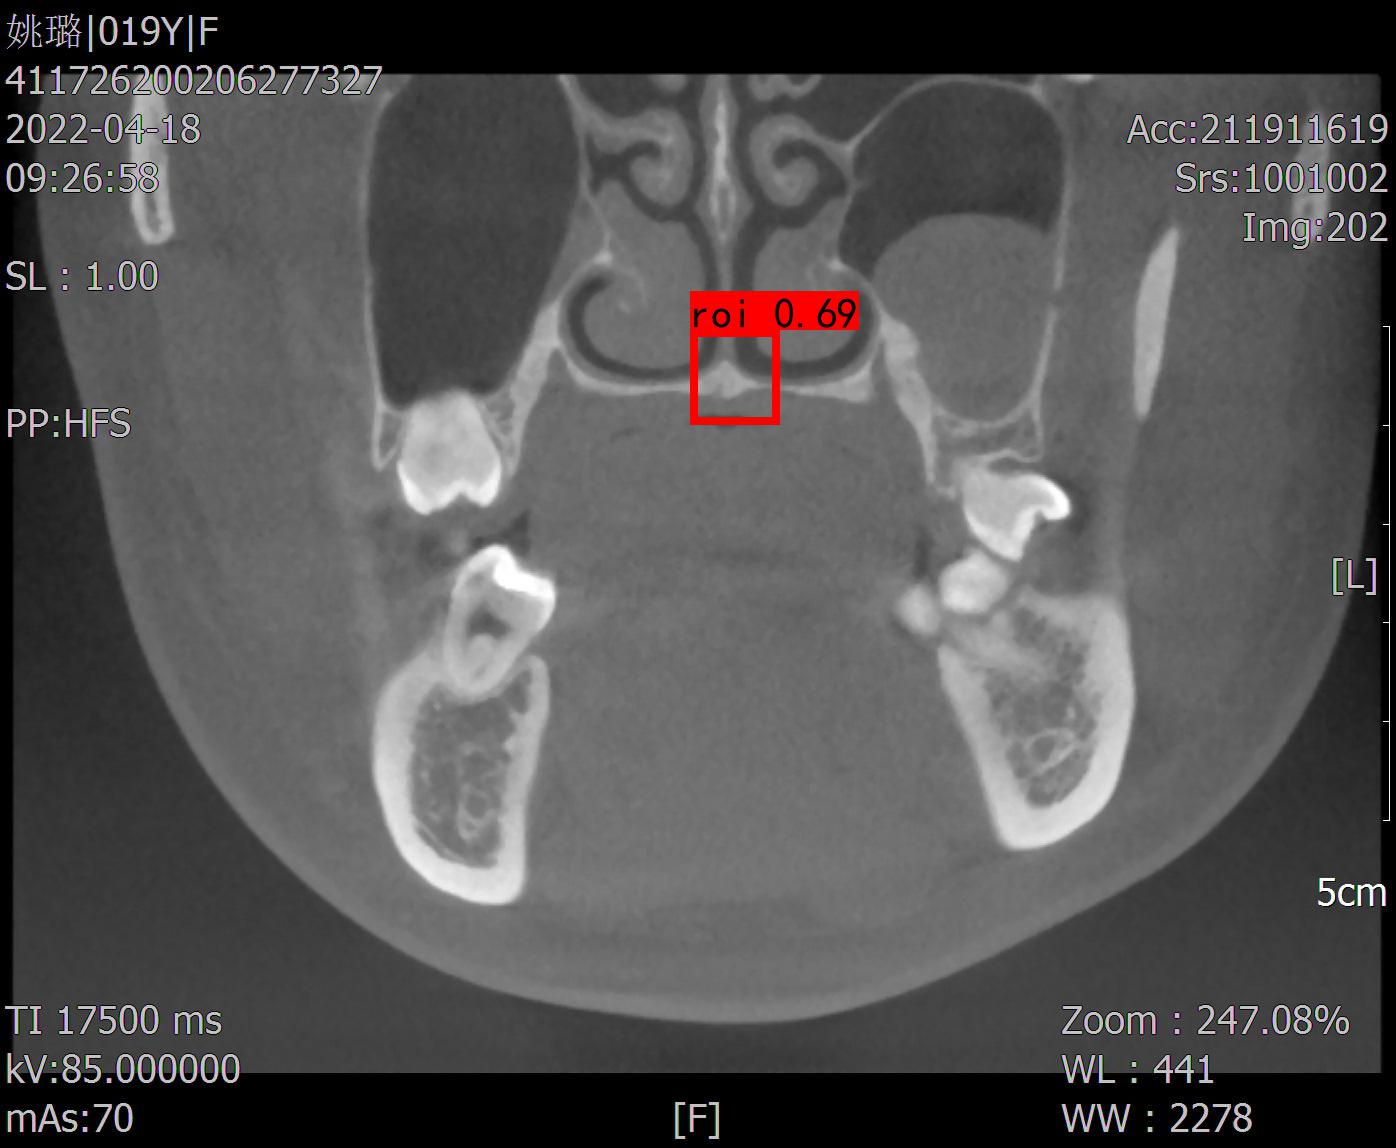 姚璐|019Y|F
411726200206277327
2022-04-18
09:26:58
SL : 1.00
PP:HFS
Acc:211911619
Srs:1001002
Img:202
roi 0.69
[L]
5cm
TI 17500 ms
kV:85.000000
mAs:70
[F]
Zoom : 247.08%
WL : 441
WW : 2278